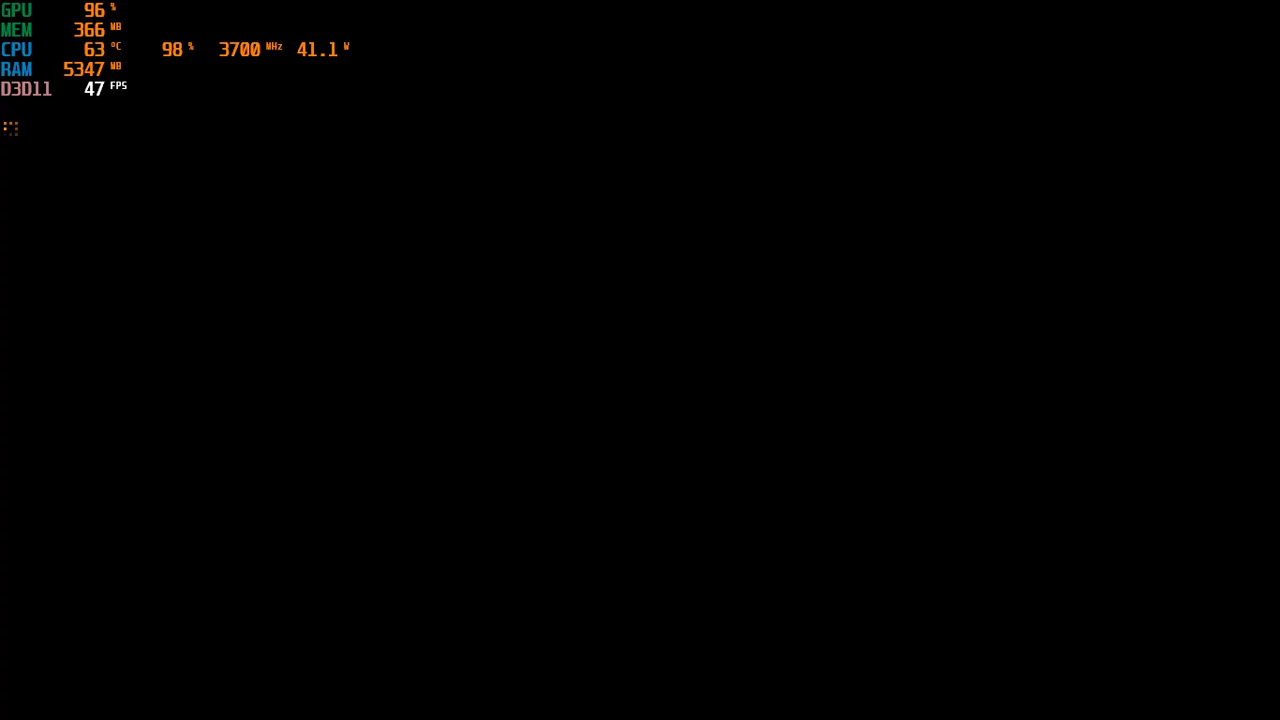 GPU 96 %
MEM 366 MB
CPU 63 °C 98 % 3700 MHz 41.1 W
RAM 5347 MB
D3D11 47 FPS